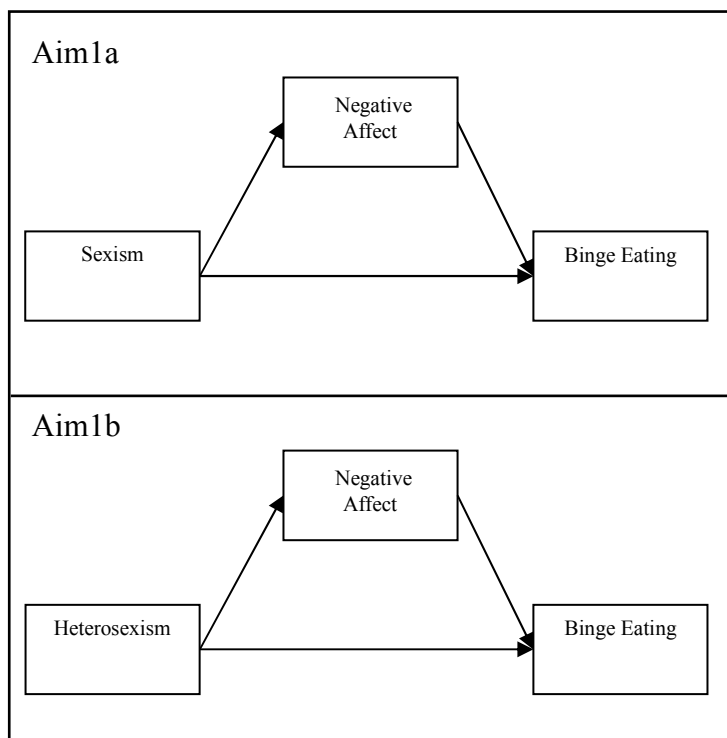 Aim1a
Negative
Affect
Sexism
Binge Eating
Aim1b
Negative
Affect
Heterosexism
Binge Eating